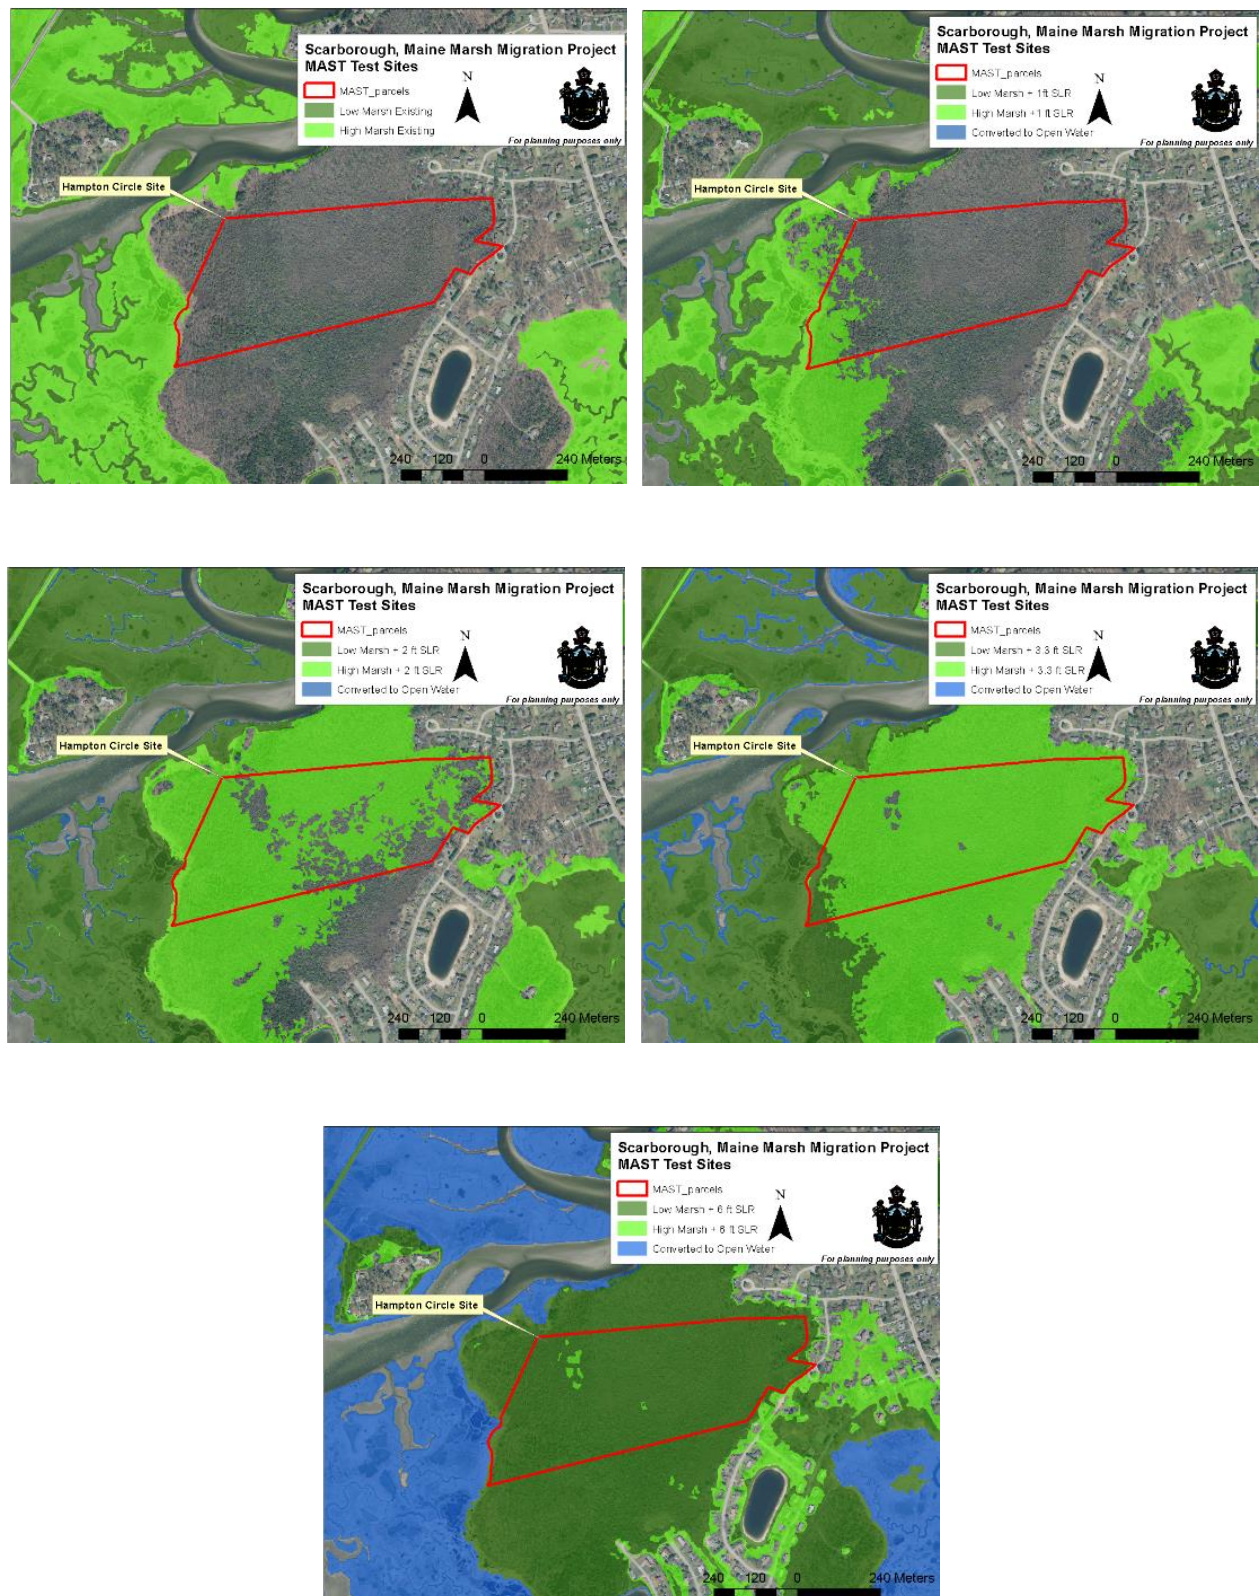 Scarborough, Maine Marsh Migration Project
MAST Test Sites
MAST_parcels
Low Marsh Existing
High Marsh Existing
N
For planning purposes only
Hampton Circle Site
240 120 0 240 Meters
Scarborough, Maine Marsh Migration Project
MAST Test Sites
MAST_parcels
Low Marsh + 1ft SLR
High Marsh +1 ft SLR
Converted to Open Water
N
For planning purposes only
Hampton Circle Site
240 120 0 240 Meters
Scarborough, Maine Marsh Migration Project
MAST Test Sites
MAST_parcels
Low Marsh + 2 ft SLR
High Marsh + 2 ft SLR
Converted to Open Water
N
For planning purposes only
Hampton Circle Site
240 120 0 240 Meters
Scarborough, Maine Marsh Migration Project
MAST Test Sites
MAST_parcels
Low Marsh + 3.3 ft SLR
High Marsh + 3.3 ft SLR
Converted to Open Water
N
For planning purposes only
Hampton Circle Site
240 120 0 240 Meters
Scarborough, Maine Marsh Migration Project
MAST Test Sites
MAST_parcels
Low Marsh + 6 ft SLR
High Marsh + 6 ft SLR
Converted to Open Water
N
For planning purposes only
Hampton Circle Site
240 120 0 240 Meters